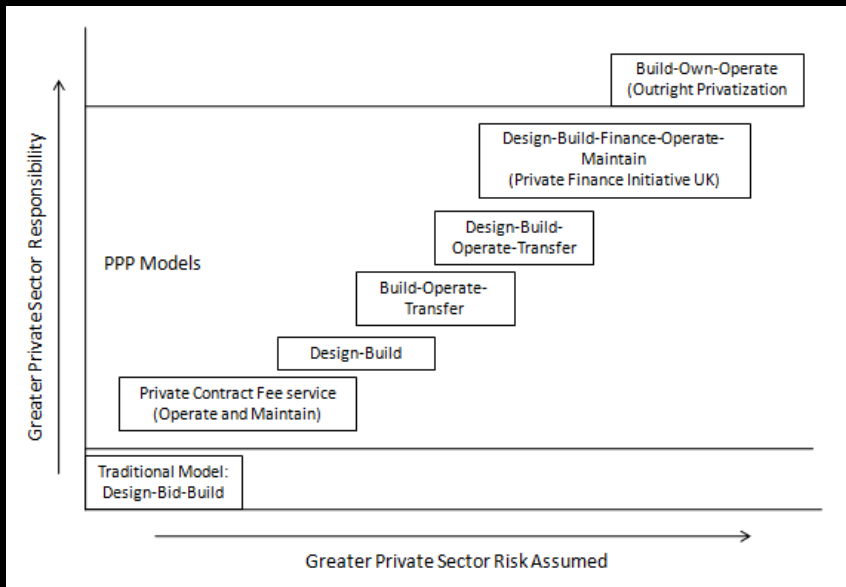 Build-Own-Operate
(Outright Privatization
Design-Build-Finance-Operate-
Maintain
(Private Finance Initiative UK)
Design-Build-
Operate-Transfer
PPP Models
Build-Operate-
Transfer
Design-Build
Private Contract Fee service
(Operate and Maintain)
Traditional Model:
Design-Bid-Build
Greater Private Sector Responsibility
Greater Private Sector Risk Assumed